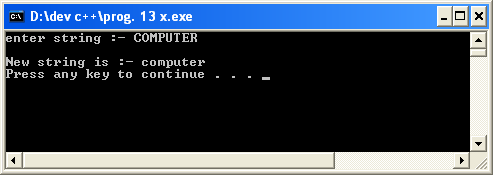 D:\dev c++\prog. 13 x.exe
enter string :- COMPUTER
New string is :- computer
Press any key to continue . . . _